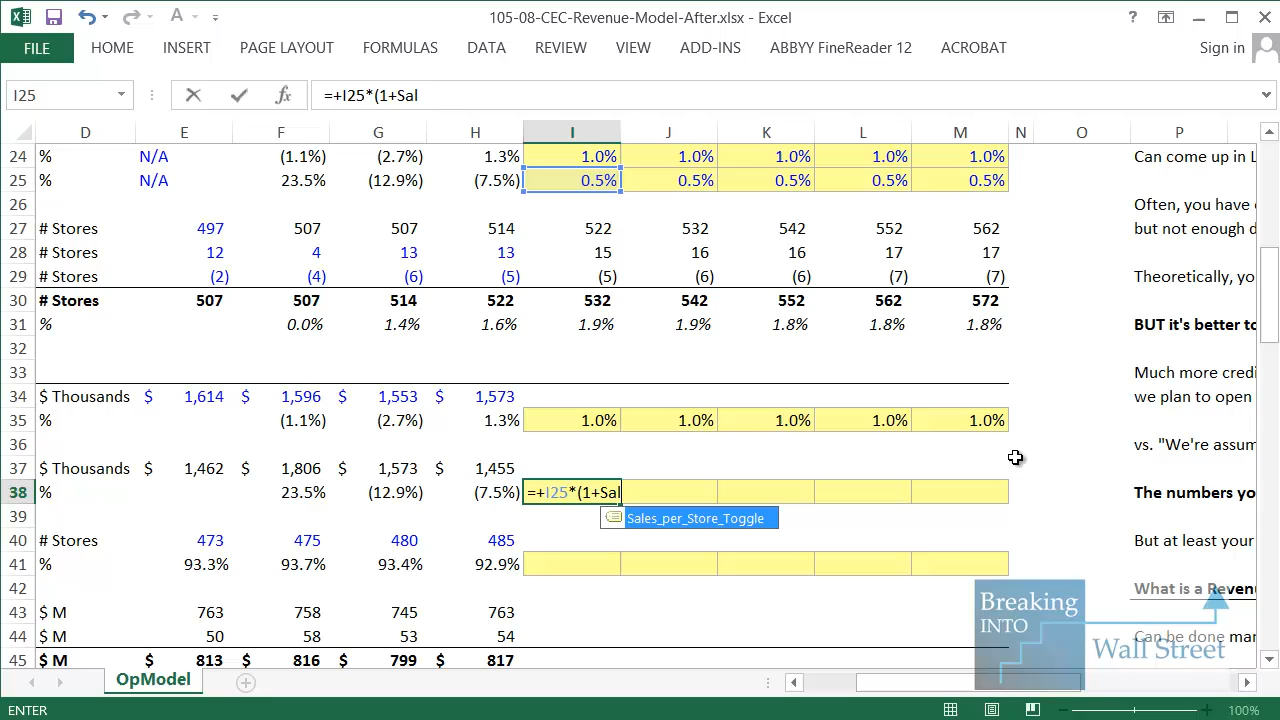 105-08-CEC-Revenue-Model-After.xlsx - Excel
FILE HOME INSERT PAGE LAYOUT FORMULAS DATA REVIEW VIEW ADD-INS ABBYY FineReader 12 ACROBAT Sign in
I25 fx =+I25*(1+Sal
D E F G H I J K L M N O P
24 % N/A (1.1%) (2.7%) 1.3% 1.0% 1.0% 1.0% 1.0% 1.0% Can come up in L
25 % N/A 23.5% (12.9%) (7.5%) 0.5% 0.5% 0.5% 0.5% 0.5%
26 Often, you have
27 # Stores 497 507 507 514 522 532 542 552 562 but not enough d
28 # Stores 12 4 13 13 15 16 16 17 17
29 # Stores (2) (4) (6) (5) (5) (6) (6) (7) (7) Theoretically, yo
30 # Stores 507 507 514 522 532 542 552 562 572
31 % 0.0% 1.4% 1.6% 1.9% 1.9% 1.8% 1.8% 1.8% BUT it's better to
32
33 Much more credi
34 $ Thousands $ 1,614 $ 1,596 $ 1,553 $ 1,573 we plan to open
35 % (1.1%) (2.7%) 1.3% 1.0% 1.0% 1.0% 1.0% 1.0%
36 vs. "We're assum
37 $ Thousands $ 1,462 $ 1,806 $ 1,573 $ 1,455
38 % 23.5% (12.9%) (7.5%) =+I25*(1+Sal The numbers yo
39 Sales_per_Store_Toggle
40 # Stores 473 475 480 485 But at least your
41 % 93.3% 93.7% 93.4% 92.9%
42 What is a Revenu
43 $ M 763 758 745 763
44 $ M 50 58 53 54 Can be done man
45 $ M $ 813 $ 816 $ 799 $ 817
Breaking
INTO
Wall Street
OpModel
ENTER 100%